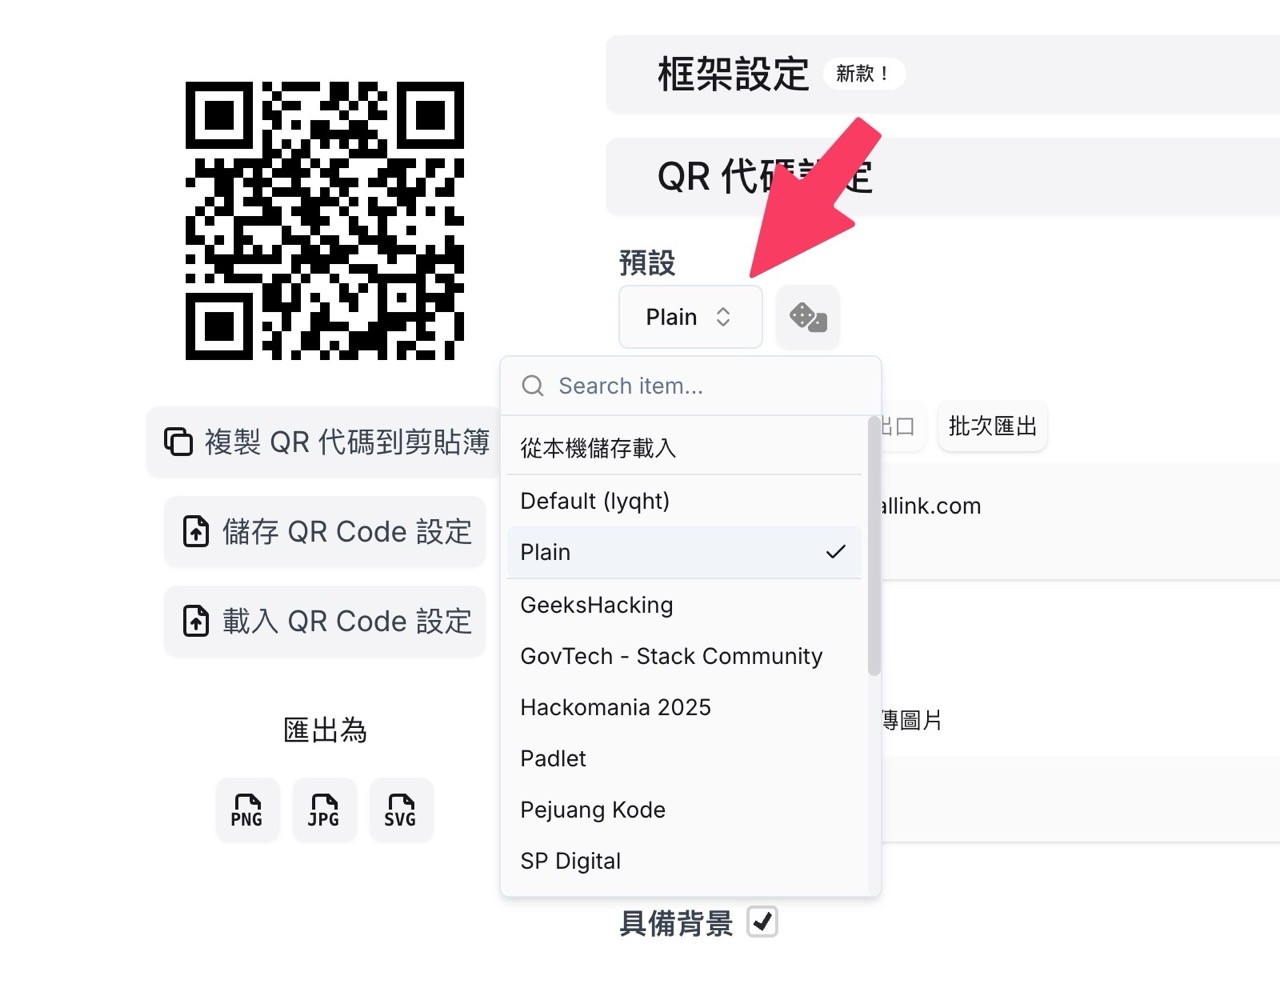 框架設定 新款！
QR 代碼設定
預設
Plain
Search item...
從本機儲存載入
Default (lyqht)
Plain
GeeksHacking
GovTech - Stack Community
Hackomania 2025
Padlet
Pejuang Kode
SP Digital
出口 批次匯出
allink.com
傳圖片
具備背景
複製 QR 代碼到剪貼簿
儲存 QR Code 設定
載入 QR Code 設定
匯出為
PNG JPG SVG